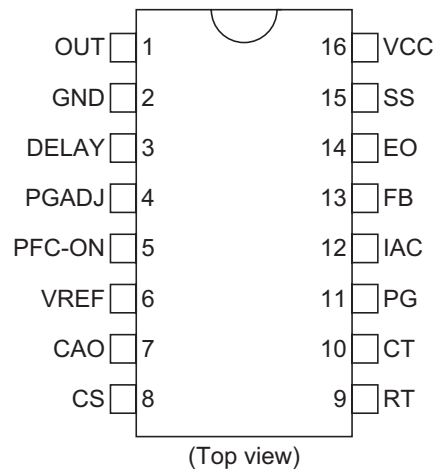 OUT 1 16 VCC
GND 2 15 SS
DELAY 3 14 EO
PGADJ 4 13 FB
PFC-ON 5 12 IAC
VREF 6 11 PG
CAO 7 10 CT
CS 8 9 RT
(Top view)